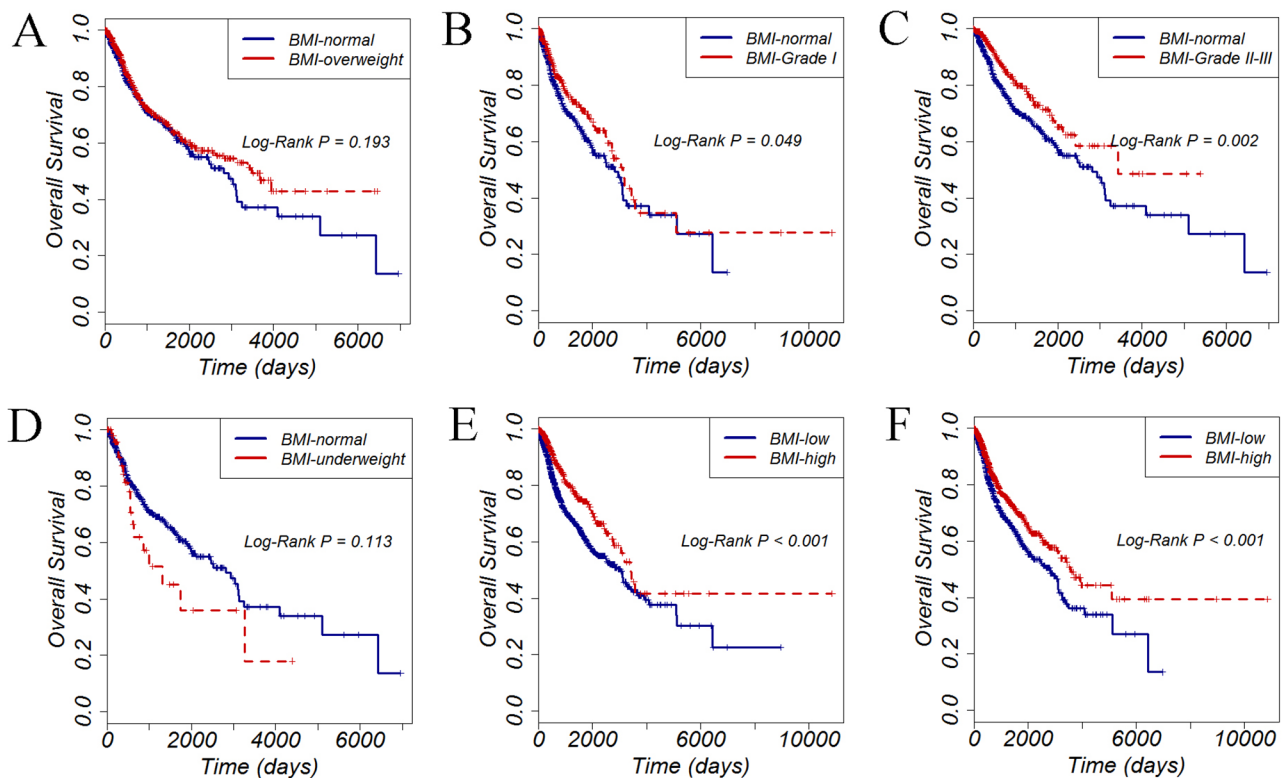 A
Overall Survival
0.0 0.2 0.4 0.6 0.8 1.0
BMI-normal
BMI-overweight
Log-Rank P = 0.193
0 2000 4000 6000
Time (days)
B
Overall Survival
0.0 0.2 0.4 0.6 0.8 1.0
BMI-normal
BMI-Grade I
Log-Rank P = 0.049
0 2000 6000 10000
Time (days)
C
Overall Survival
0.0 0.2 0.4 0.6 0.8 1.0
BMI-normal
BMI-Grade II-III
Log-Rank P = 0.002
0 2000 4000 6000
Time (days)
D
Overall Survival
0.0 0.2 0.4 0.6 0.8 1.0
BMI-normal
BMI-underweight
Log-Rank P = 0.113
0 2000 4000 6000
Time (days)
E
Overall Survival
0.0 0.2 0.4 0.6 0.8 1.0
BMI-low
BMI-high
Log-Rank P < 0.001
0 2000 6000 10000
Time (days)
F
Overall Survival
0.0 0.2 0.4 0.6 0.8 1.0
BMI-low
BMI-high
Log-Rank P < 0.001
0 2000 6000 10000
Time (days)